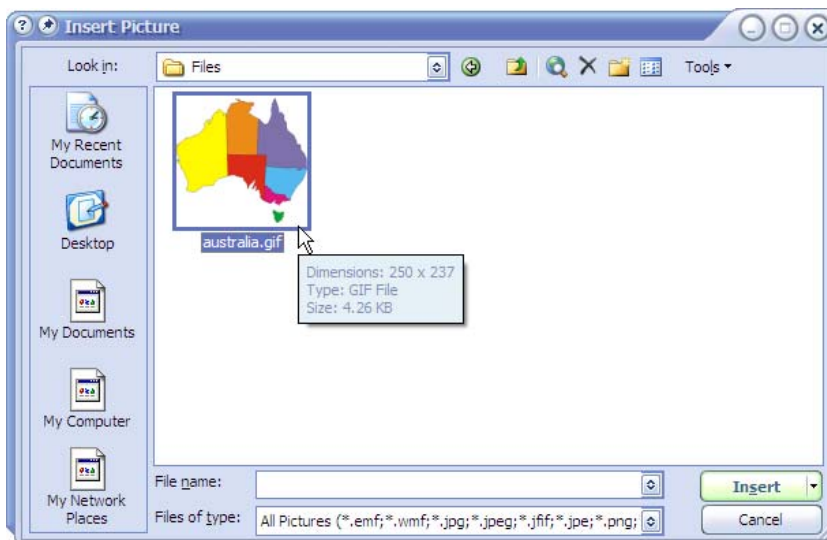 Insert Picture
Look in:
Files
Tools
My Recent
Documents
Desktop
My Documents
My Computer
My Network
Places
australia.gif
Dimensions: 250 x 237
Type: GIF File
Size: 4.26 KB
File name:
Insert
Files of type:
All Pictures (*.emf;*.wmf;*.jpg;*.jpeg;*.jfif;*.jpe;*.png;
Cancel